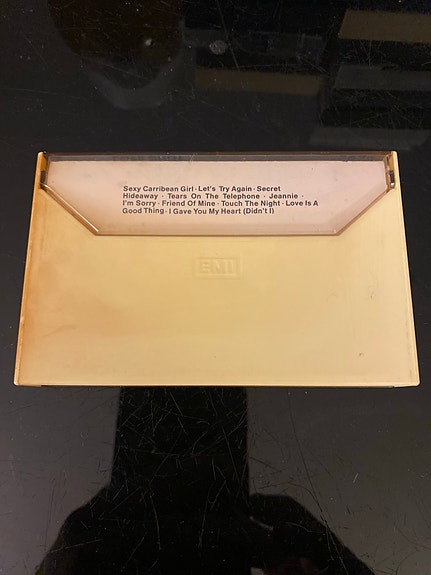 Sexy Carribean Girl · Let's Try Again · Secret
Hideaway · Tears On The Telephone · Jeannie ·
I'm Sorry · Friend Of Mine · Touch The Night · Love Is A
Good Thing · I Gave You My Heart (Didn't I)
EMI